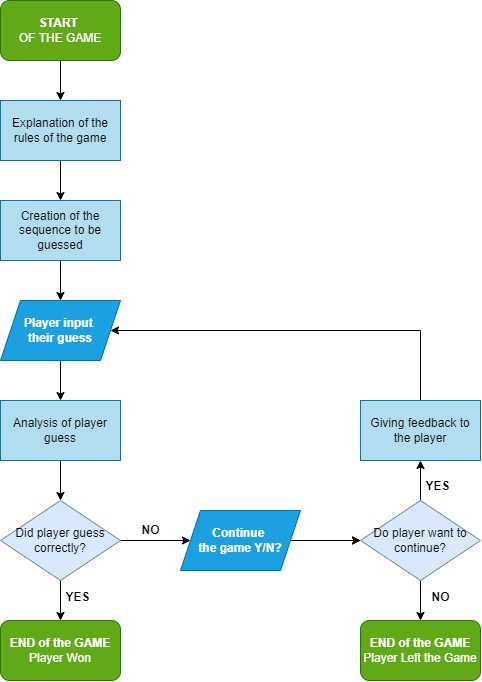 START
OF THE GAME
Explanation of the
rules of the game
Creation of the
sequence to be
guessed
Player input
their guess
Analysis of player
guess
Giving feedback to
the player
YES
Did player guess
correctly?
NO
Continue
the game Y/N?
Do player want to
continue?
YES
NO
END of the GAME
Player Won
END of the GAME
Player Left the Game